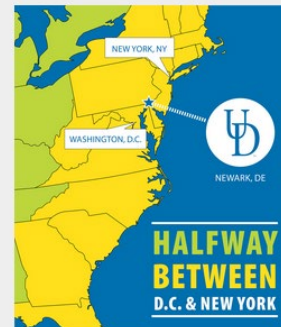 NEW YORK, NY
WASHINGTON, D.C.
UD
NEWARK, DE
HALFWAY
BETWEEN
D.C. & NEW YORK